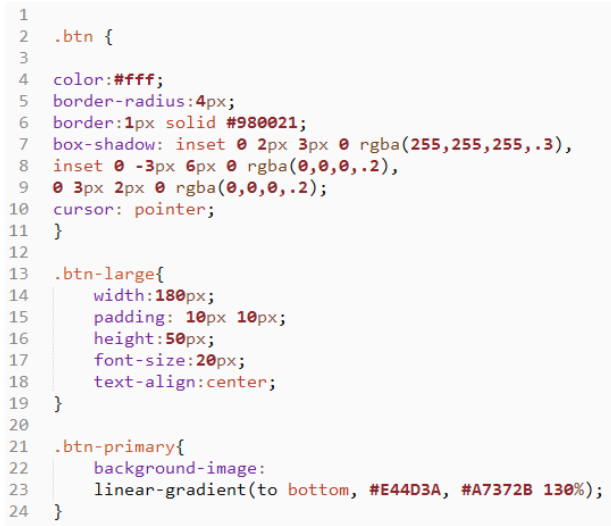 1
2 .btn {
3
4 color:#fff;
5 border-radius:4px;
6 border:1px solid #980021;
7 box-shadow: inset 0 2px 3px 0 rgba(255,255,255,.3),
8 inset 0 -3px 6px 0 rgba(0,0,0,.2),
9 0 3px 2px 0 rgba(0,0,0,.2);
10 cursor: pointer;
11 }
12
13 .btn-large{
14     width:180px;
15     padding: 10px 10px;
16     height:50px;
17     font-size:20px;
18     text-align:center;
19 }
20
21 .btn-primary{
22     background-image:
23     linear-gradient(to bottom, #E44D3A, #A7372B 130%);
24 }